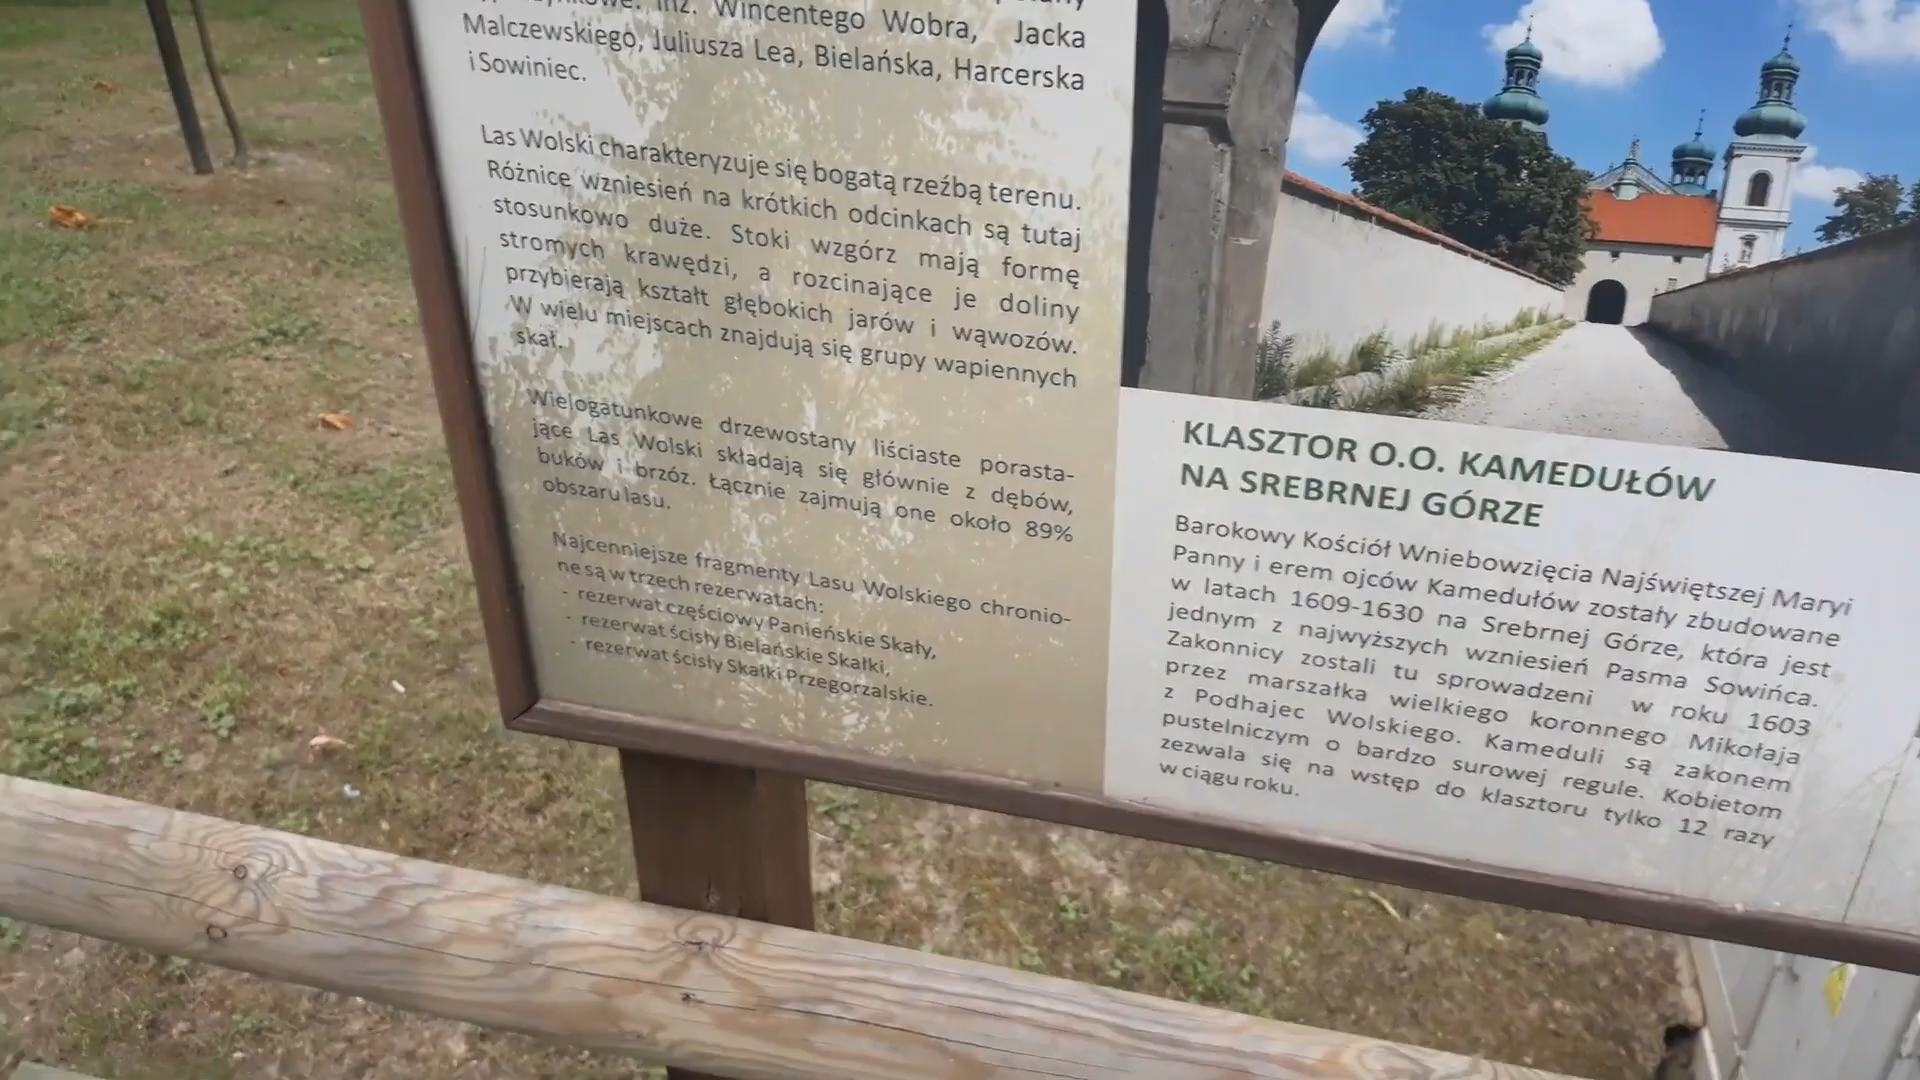 inż. Wincentego Wobra, Jacka
Malczewskiego, Juliusza Lea, Bielańska, Harcerska
i Sowiniec.
Las Wolski charakteryzuje się bogatą rzeźbą terenu.
Różnicę wzniesień na krótkich odcinkach są tutaj
stosunkowo duże. Stoki wzgórz mają formę
stromych krawędzi, a rozcinające je doliny
przybierają kształt głębokich jarów i wąwozów.
W wielu miejscach znajdują się grupy wapiennych
skał.
Wielogatunkowe drzewostany liściaste porasta-
jące Las Wolski składają się głównie z dębów,
buków i brzóz. Łącznie zajmują one około 89%
obszaru lasu.
Najcenniejsze fragmenty Lasu Wolskiego chronio-
ne są w trzech rezerwatach:
- rezerwat częściowy Panieńskie Skały,
- rezerwat ścisły Bielańskie Skałki,
- rezerwat ścisły Skałki Przegorzalskie.
KLASZTOR O.O. KAMEDUŁÓW
NA SREBRNEJ GÓRZE
Barokowy Kościół Wniebowzięcia Najświętszej Maryi
Panny i erem ojców Kamedułów zostały zbudowane
w latach 1609-1630 na Srebrnej Górze, która jest
jednym z najwyższych wzniesień Pasma Sowińca.
Zakonnicy zostali tu sprowadzeni w roku 1603
przez marszałka wielkiego koronnego Mikołaja
z Podhajec Wolskiego. Kameduli są zakonem
pustelniczym o bardzo surowej regule. Kobietom
zezwala się na wstęp do klasztoru tylko 12 razy
w ciągu roku.